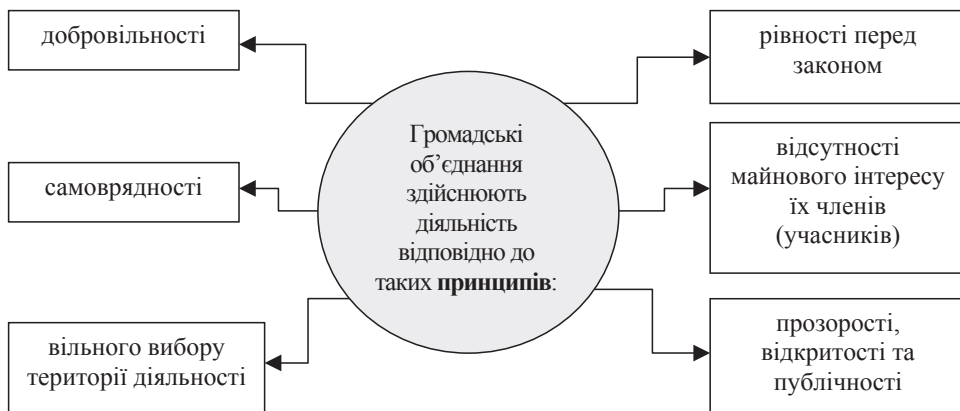 добровільності
самоврядності
вільного вибору
території діяльності
Громадські
об’єднання
здійснюють
діяльність
відповідно до
таких принципів:
рівності перед
законом
відсутності
майнового інтересу
їх членів
(учасників)
прозорості,
відкритості та
публічності